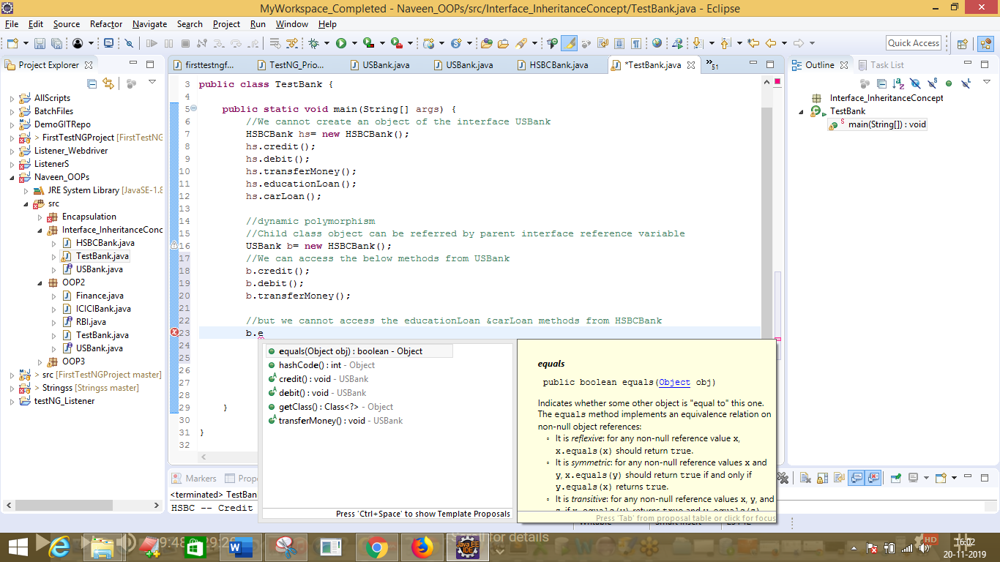 MyWorkspace_Completed - Naveen_OOPs/src/Interface_InheritanceConcept/TestBank.java - Eclipse
File Edit Source Refactor Navigate Search Project Run Window Help
Quick Access
Project Explorer
AllScripts
BatchFiles
DemoGITRepo
> FirstTestNGProject [FirstTestNG
Listener_Webdriver
ListenerS
Naveen_OOPs
JRE System Library [JavaSE-1.8
src
Encapsulation
Interface_InheritanceConc
HSBCBank.java
TestBank.java
USBank.java
OOP2
Finance.java
ICICIBank.java
RBI.java
TestBank.java
USBank.java
OOP3
> src [FirstTestNGProject master]
> Stringss [Stringss master]
testNG_Listener
firsttestngf... TestNG_Prio... USBank.java USBank.java HSBCBank.java *TestBank.java »51
3 public class TestBank {
4
5 public static void main(String[] args) {
6 //We cannot create an object of the interface USBank
7 HSBCBank hs= new HSBCBank();
8 hs.credit();
9 hs.debit();
10 hs.transferMoney();
11 hs.educationLoan();
12 hs.carLoan();
13
14 //dynamic polymorphism
15 //Child class object can be referred by parent interface reference variable
16 USBank b= new HSBCBank();
17 //We can access the below methods from USBank
18 b.credit();
19 b.debit();
20 b.transferMoney();
21
22 //but we cannot access the educationLoan &carLoan methods from HSBCBank
23 b.e
24
25
26
27
28
29 }
30
31 }
32
equals(Object obj) : boolean - Object
hashCode() : int - Object
credit() : void - USBank
debit() : void - USBank
getClass() : Class<?> - Object
transferMoney() : void - USBank
Press 'Ctrl+Space' to show Template Proposals
equals
public boolean equals(Object obj)
Indicates whether some other object is "equal to" this one.
The equals method implements an equivalence relation on
non-null object references:
It is reflexive: for any non-null reference value x,
x.equals(x) should return true.
It is symmetric: for any non-null reference values x and
y, x.equals(y) should return true if and only if
y.equals(x) returns true.
It is transitive: for any non-null reference values x, y, and
Press 'Tab' from proposal table or click for focus
Outline Task List
Interface_InheritanceConcept
TestBank
S
main(String[]) : void
Markers Prope
<terminated> TestBan
HSBC -- Credit
for details
HD
16:02
20-11-2019